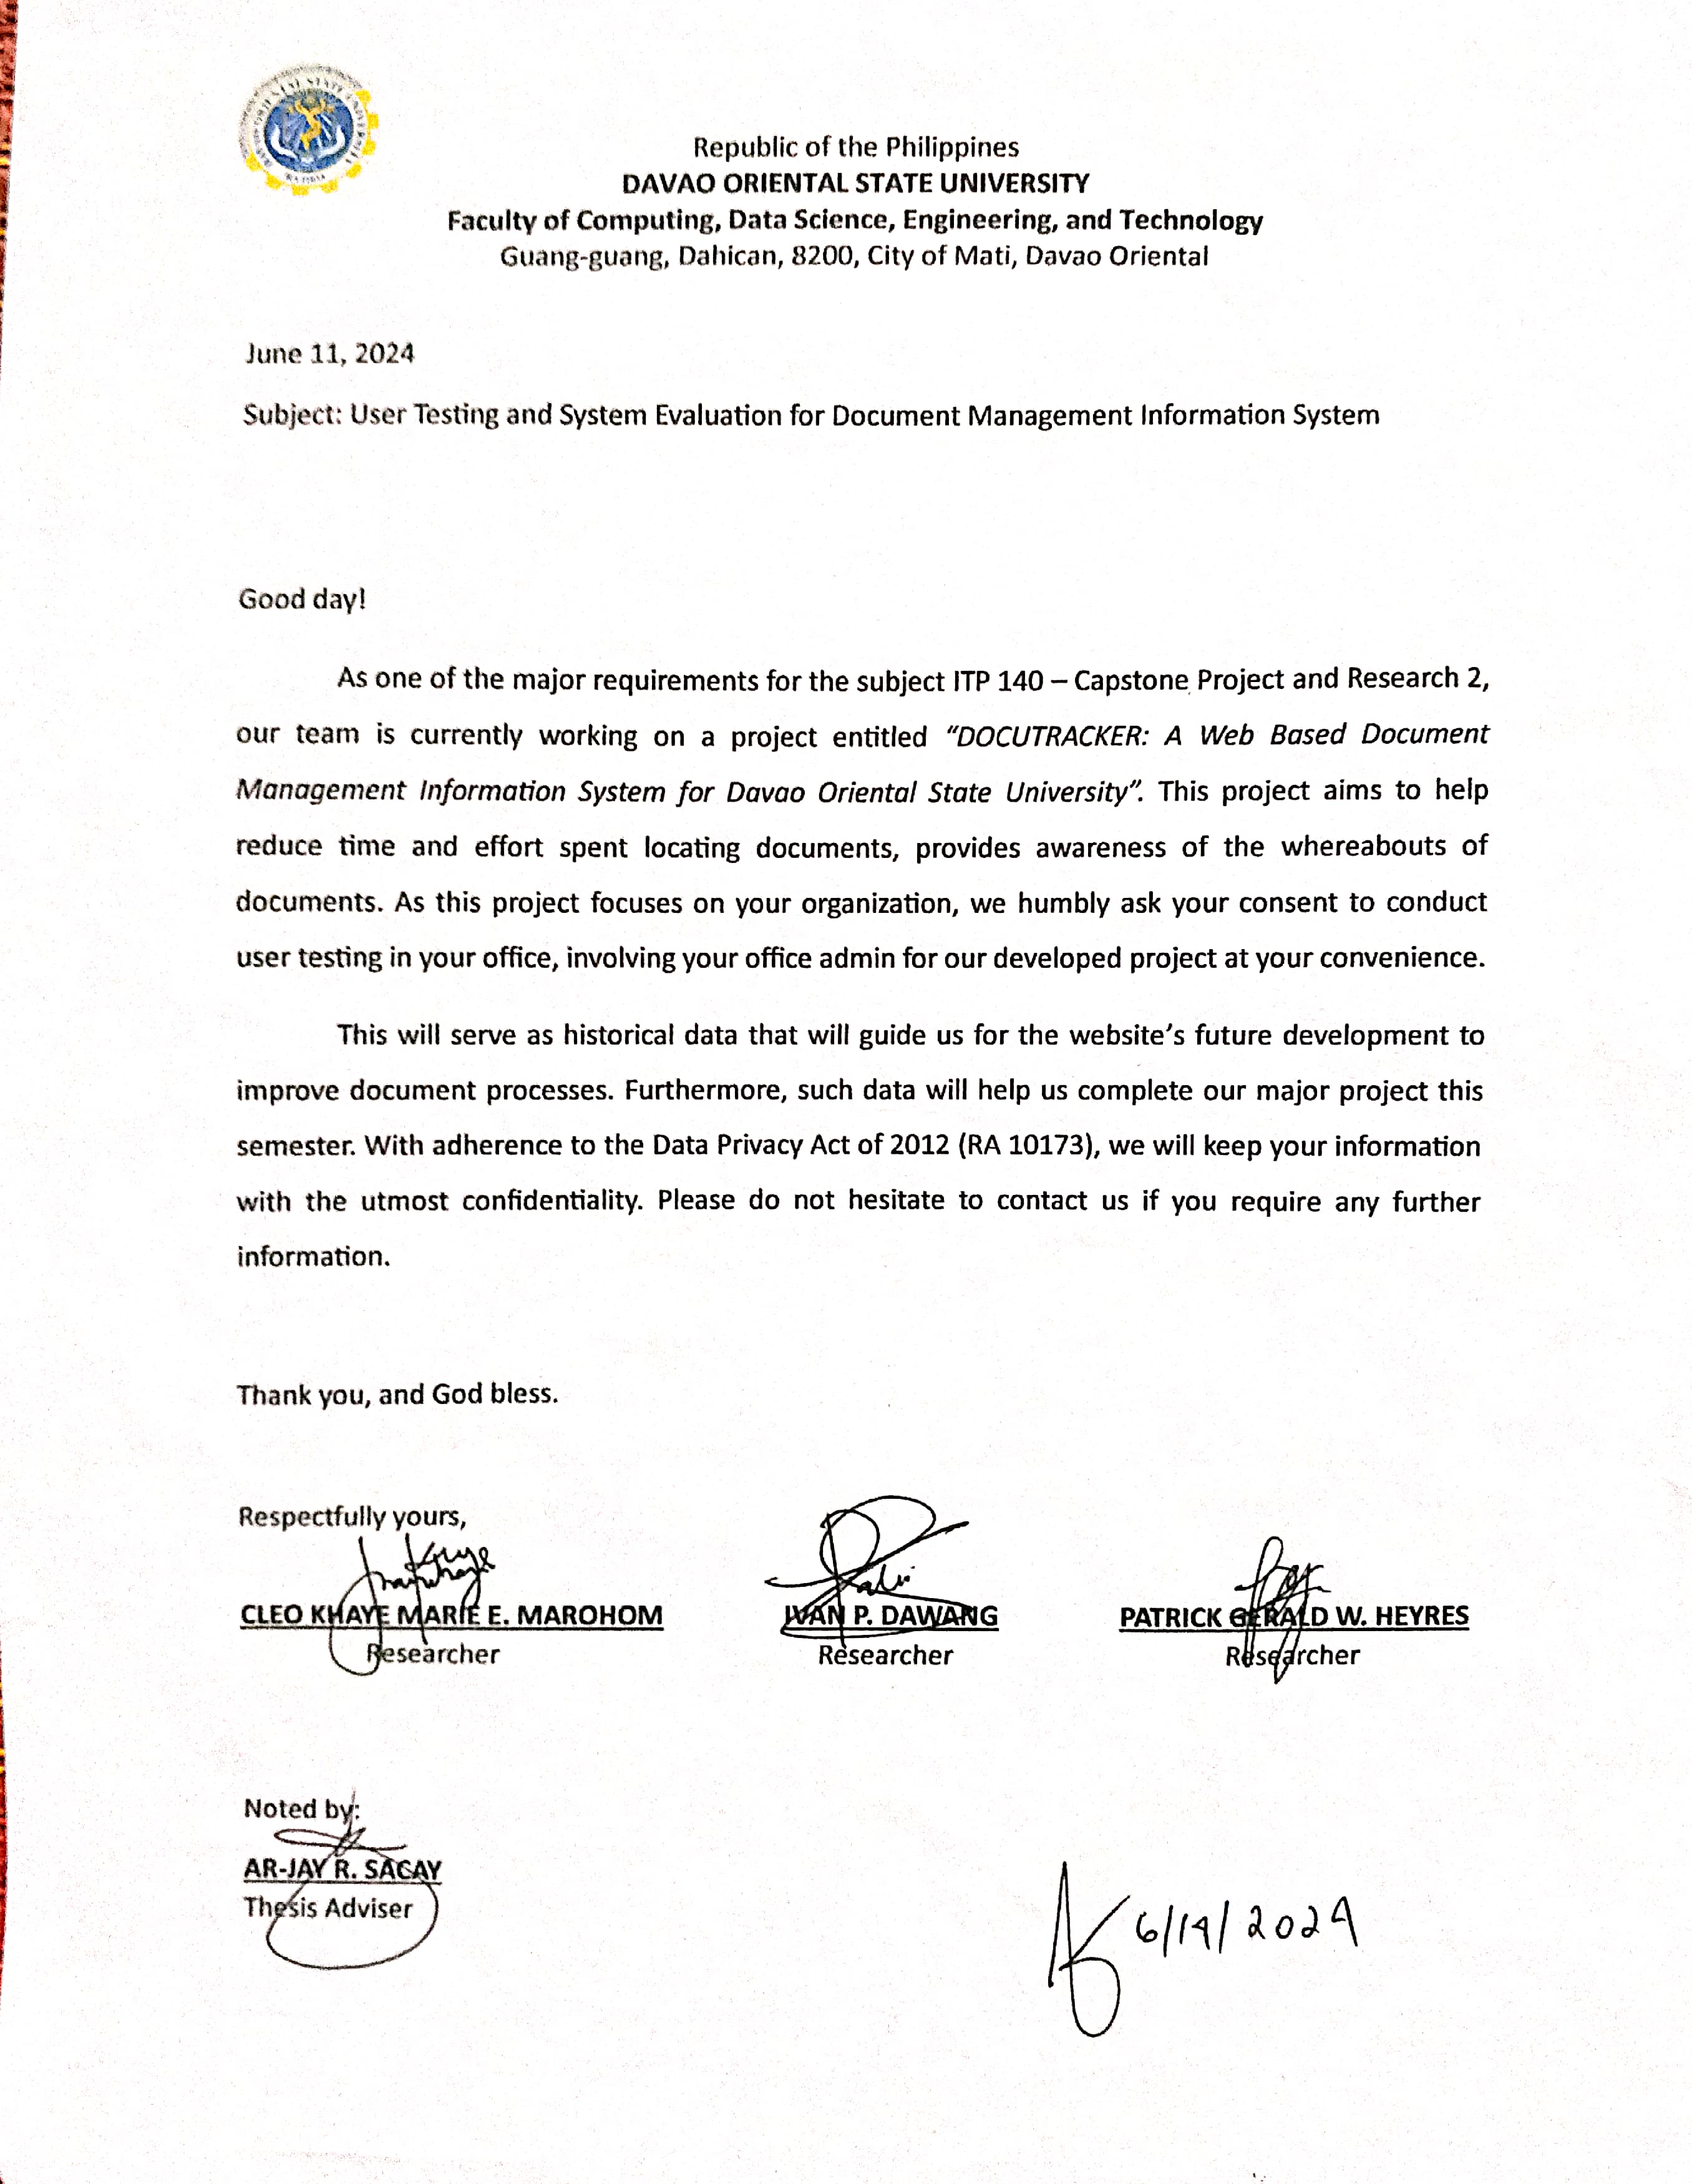 Republic of the Philippines
DAVAO ORIENTAL STATE UNIVERSITY
Faculty of Computing, Data Science, Engineering, and Technology
Guang-guang, Dahican, 8200, City of Mati, Davao Oriental
June 11, 2024
Subject: User Testing and System Evaluation for Document Management Information System
Good day!
As one of the major requirements for the subject ITP 140 – Capstone Project and Research 2,
our team is currently working on a project entitled “DOCUTRACKER: A Web Based Document
Management Information System for Davao Oriental State University”. This project aims to help
reduce time and effort spent locating documents, provides awareness of the whereabouts of
documents. As this project focuses on your organization, we humbly ask your consent to conduct
user testing in your office, involving your office admin for our developed project at your convenience.
This will serve as historical data that will guide us for the website’s future development to
improve document processes. Furthermore, such data will help us complete our major project this
semester. With adherence to the Data Privacy Act of 2012 (RA 10173), we will keep your information
with the utmost confidentiality. Please do not hesitate to contact us if you require any further
information.
Thank you, and God bless.
Respectfully yours,
CLEO KHAYE MARIE E. MAROHOM
Researcher
IVAN P. DAWANG
Researcher
PATRICK GERALD W. HEYRES
Researcher
Noted by:
AR-JAY R. SACAY
Thesis Adviser
6/14/2024